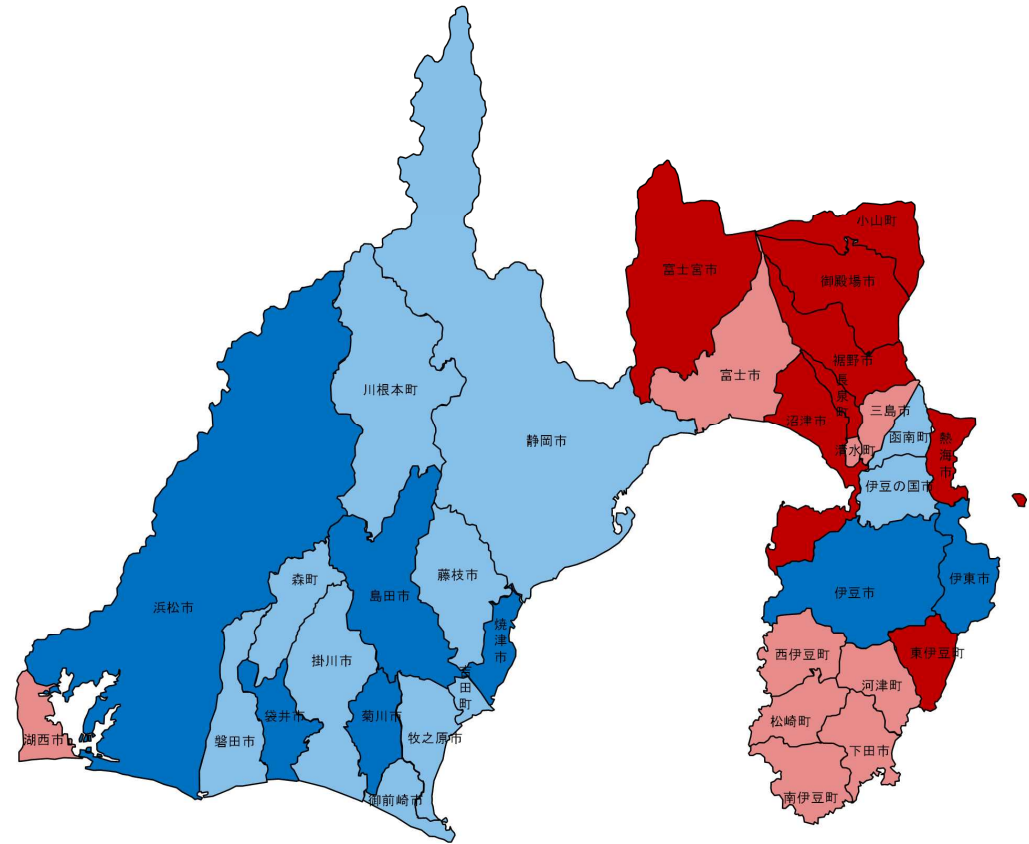 小山町
富士宮市
御殿場市
裾野市
富士市
長泉町
川根本町
三島市
沼津市
静岡市
函南町
熱海市
清水町
伊豆の国市
藤枝市
森町
伊豆市
伊東市
島田市
浜松市
焼津市
西伊豆町
東伊豆町
掛川市
吉田町
河津町
袋井市
菊川市
松崎町
湖西市
磐田市
牧之原市
下田市
御前崎市
南伊豆町